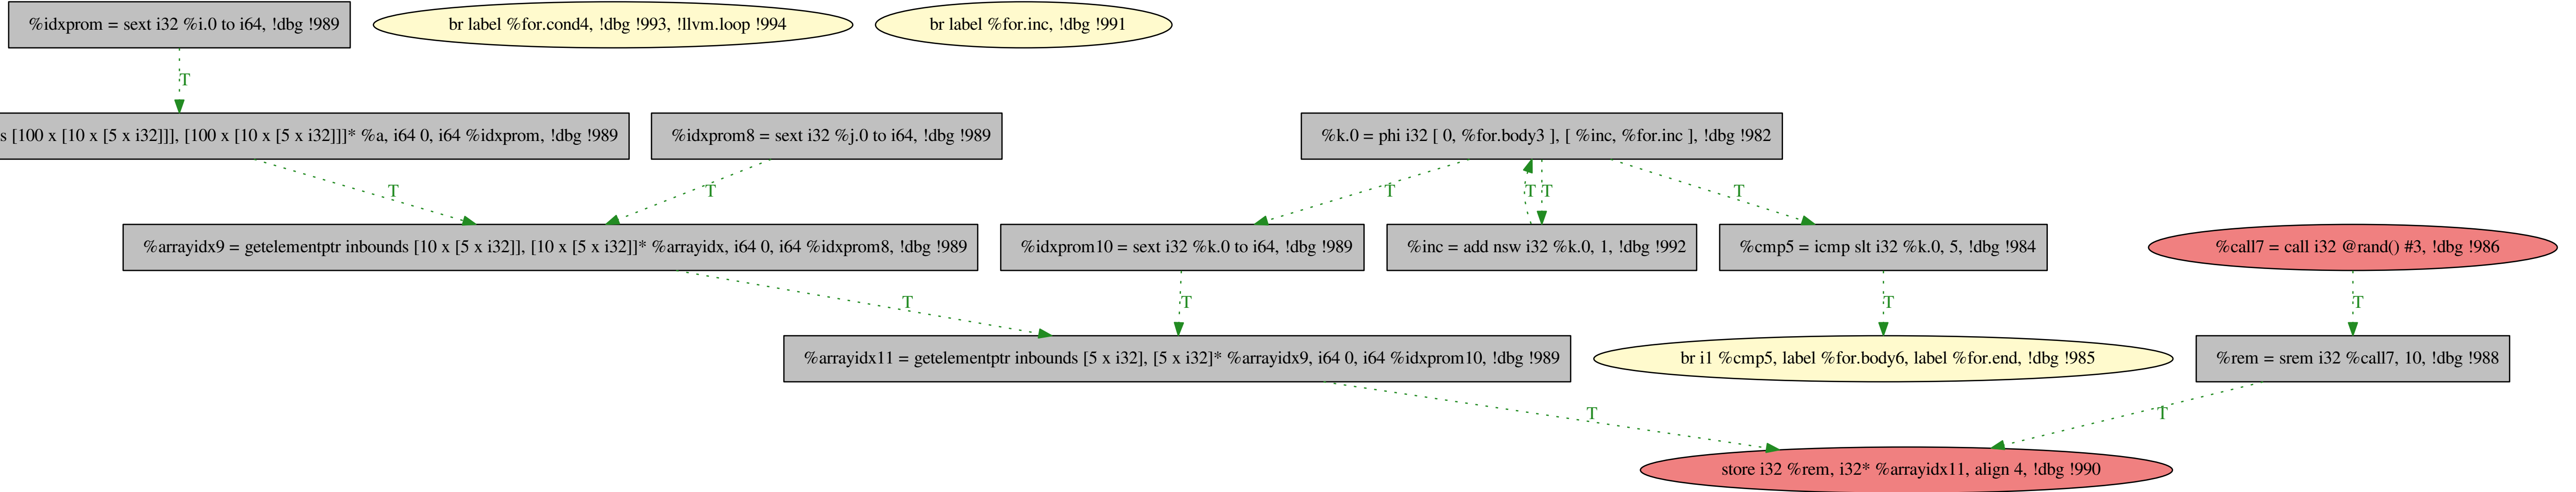 %idxprom = sext i32 %i.0 to i64, !dbg !989
br label %for.cond4, !dbg !993, !llvm.loop !994
br label %for.inc, !dbg !991
T
s [100 x [10 x [5 x i32]]], [100 x [10 x [5 x i32]]]* %a, i64 0, i64 %idxprom, !dbg !989
%idxprom8 = sext i32 %j.0 to i64, !dbg !989
%k.0 = phi i32 [ 0, %for.body3 ], [ %inc, %for.inc ], !dbg !982
T
T
T
T
T
T
%arrayidx9 = getelementptr inbounds [10 x [5 x i32]], [10 x [5 x i32]]* %arrayidx, i64 0, i64 %idxprom8, !dbg !989
%idxprom10 = sext i32 %k.0 to i64, !dbg !989
%inc = add nsw i32 %k.0, 1, !dbg !992
%cmp5 = icmp slt i32 %k.0, 5, !dbg !984
%call7 = call i32 @rand() #3, !dbg !986
T
T
T
T
%arrayidx11 = getelementptr inbounds [5 x i32], [5 x i32]* %arrayidx9, i64 0, i64 %idxprom10, !dbg !989
br i1 %cmp5, label %for.body6, label %for.end, !dbg !985
%rem = srem i32 %call7, 10, !dbg !988
T
T
store i32 %rem, i32* %arrayidx11, align 4, !dbg !990